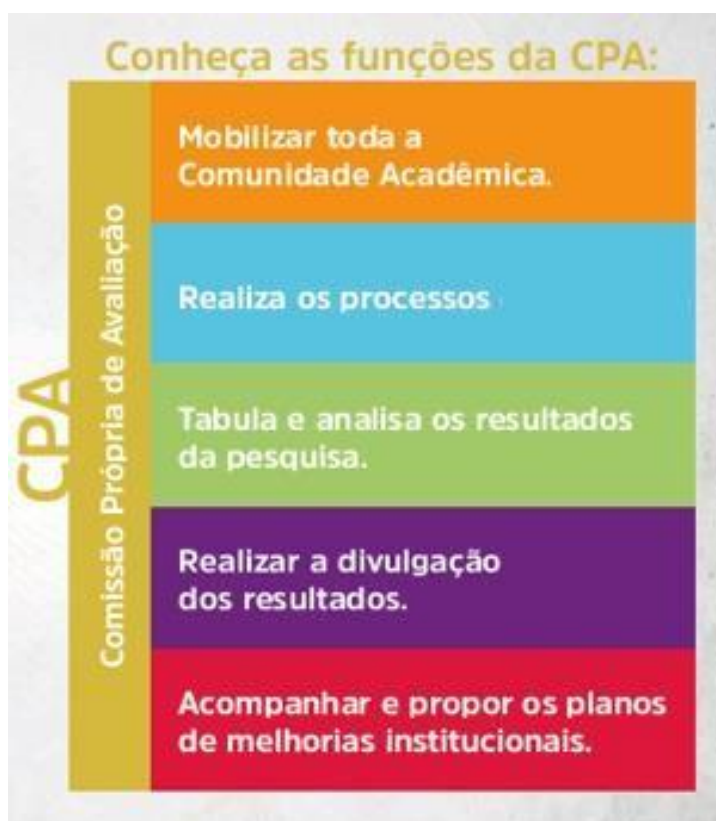 Conheça as funções da CPA:
CPA
Comissão Própria de Avaliação
Mobilizar toda a
Comunidade Acadêmica.
Realiza os processos
Tabula e analisa os resultados
da pesquisa.
Realizar a divulgação
dos resultados.
Acompanhar e propor os planos
de melhorias institucionais.